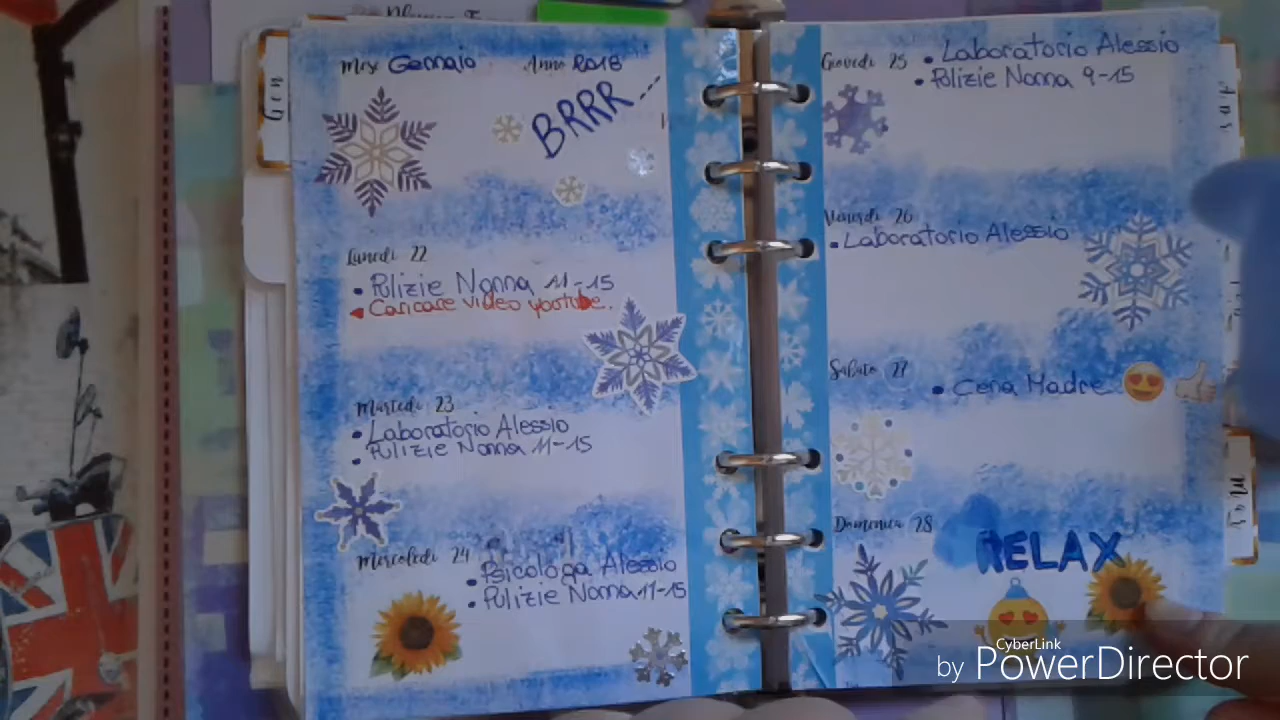 Mese Gennaio Anno 2018
BRRR
Lunedì 22
• Pulizie Nonna 11-15
• Caricare video youtube.
Martedì 23
• Laboratorio Alessio
• Pulizie Nonna 11-15
Mercoledì 24
• Psicologa Alessio
• Pulizie Nonna 11-15
Giovedì 25
• Laboratorio Alessio
• Pulizie Nonna 9-15
Venerdì 26
• Laboratorio Alessio
Sabato 27
• Cena Madre
Domenica 28
RELAX
Gen
CyberLink
by PowerDirector